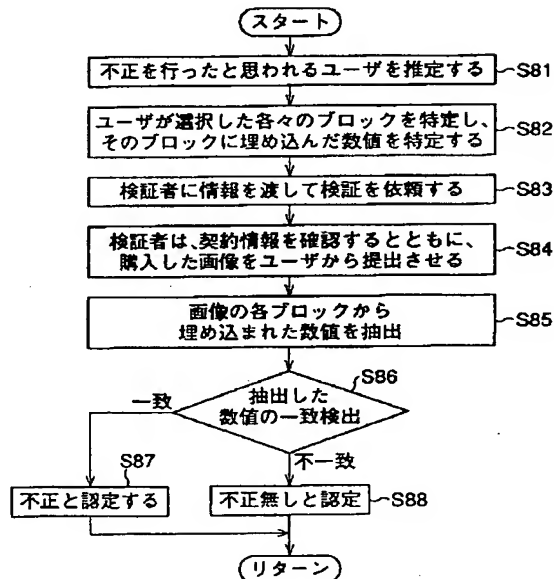 スタート
不正を行ったと思われるユーザを推定する
S81
ユーザが選択した各々のブロックを特定し、
そのブロックに埋め込んだ数値を特定する
S82
検証者に情報を渡して検証を依頼する
S83
検証者は、契約情報を確認するとともに、
購入した画像をユーザから提出させる
S84
画像の各ブロックから
埋め込まれた数値を抽出
S85
S86
抽出した
数値の一致検出
一致
不一致
S87
不正と認定する
不正無しと認定
S88
リターン